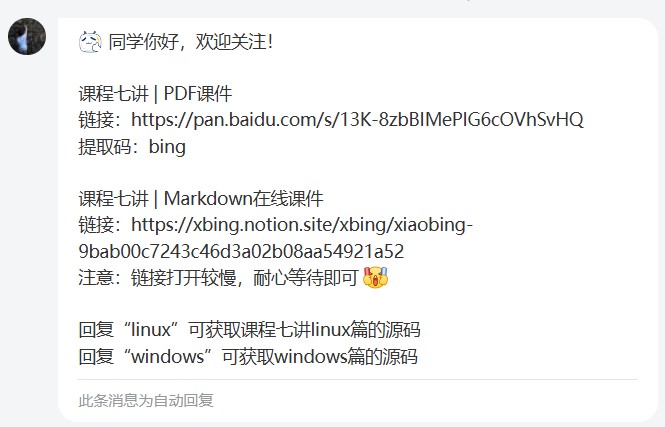 同学你好，欢迎关注！
课程七讲 | PDF课件
链接：https://pan.baidu.com/s/13K-8zbBIMePIG6cOVhSvHQ
提取码：bing
课程七讲 | Markdown在线课件
链接：https://xbing.notion.site/xbing/xiaobing-
9bab00c7243c46d3a02b08aa54921a52
注意：链接打开较慢，耐心等待即可
回复“linux”可获取课程七讲linux篇的源码
回复“windows”可获取windows篇的源码
此条消息为自动回复